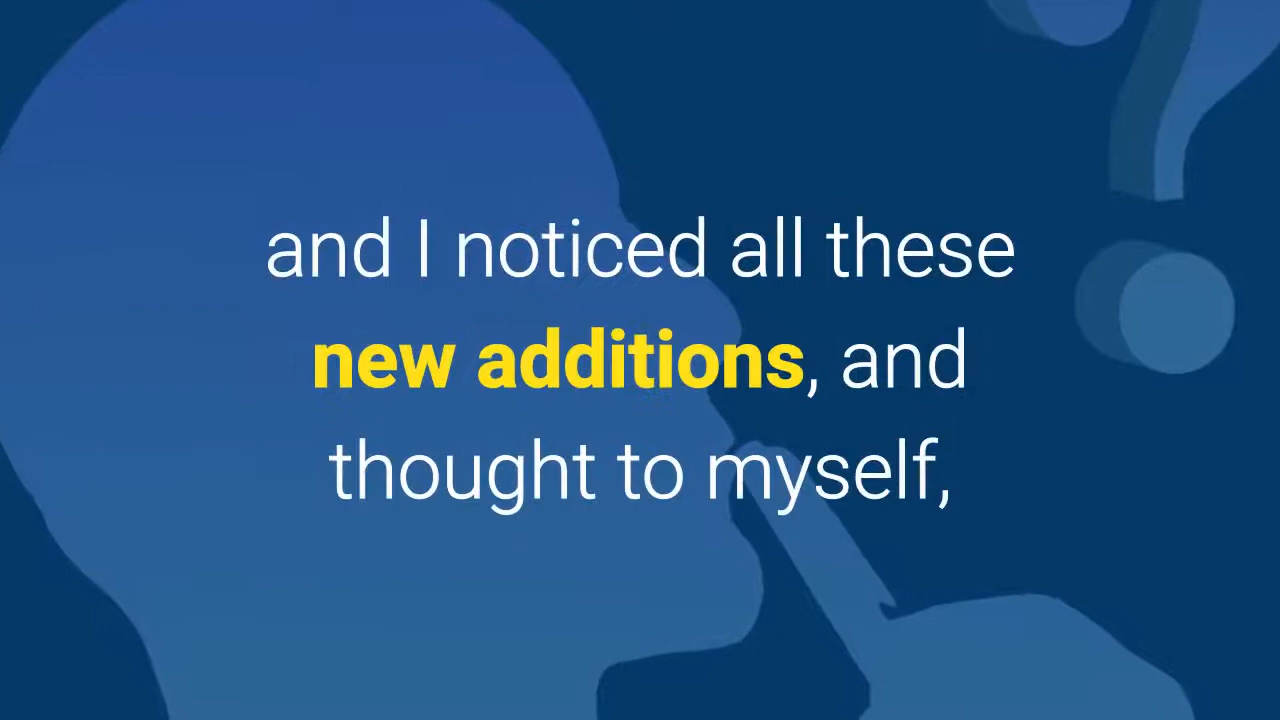 and I noticed all these
new additions, and
thought to myself,